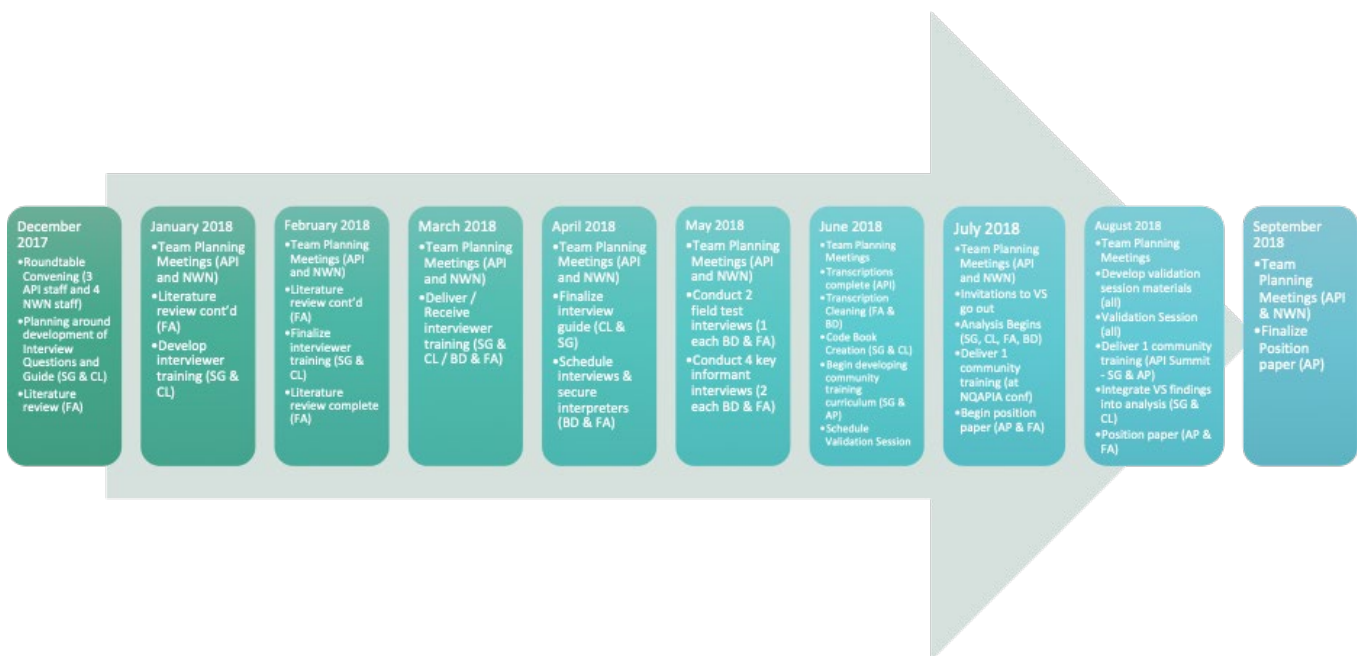 December
2017
•Roundtable
Convening (3
API staff and 4
NWN staff)
•Planning around
development of
Interview
Questions and
Guide (SG & CL)
•Literature
review (FA)
January 2018
•Team Planning
Meetings (API
and NWN)
•Literature
review cont'd
(FA)
•Develop
interviewer
training (SG &
CL)
February 2018
•Team Planning
Meetings (API
and NWN)
•Literature
review cont'd
(FA)
•Finalize
interviewer
training (SG &
CL)
•Literature
review complete
(FA)
March 2018
•Team Planning
Meetings (API
and NWN)
•Deliver /
Receive
interviewer
training (SG &
CL / BD & FA)
April 2018
•Team Planning
Meetings (API
and NWN)
•Finalize
interview
guide (CL &
SG)
•Schedule
interviews &
secure
interpreters
(BD & FA)
May 2018
•Team Planning
Meetings (API
and NWN)
•Conduct 2
field test
interviews (1
each BD & FA)
•Conduct 4 key
informant
interviews (2
each BD & FA)
June 2018
•Team Planning
Meetings
•Transcriptions
complete (API)
•Transcription
Cleaning (FA &
BD)
•Code Book
Creation (SG & CL)
•Begin developing
community
training
curriculum (SG &
AP)
•Schedule
Validation Session
July 2018
•Team Planning
Meetings (API
and NWN)
•Invitations to VS
go out
•Analysis Begins
(SG, CL, FA, BD)
•Deliver 1
community
training (at
NQAPIA conf)
•Begin position
paper (AP & FA)
August 2018
•Team Planning
Meetings
•Develop validation
session materials
(all)
•Validation Session
(all)
•Deliver 1 community
training (API Summit
- SG & AP)
•Integrate VS findings
into analysis (SG &
CL)
•Position paper (AP &
FA)
September
2018
•Team
Planning
Meetings (API
& NWN)
•Finalize
Position
paper (AP)